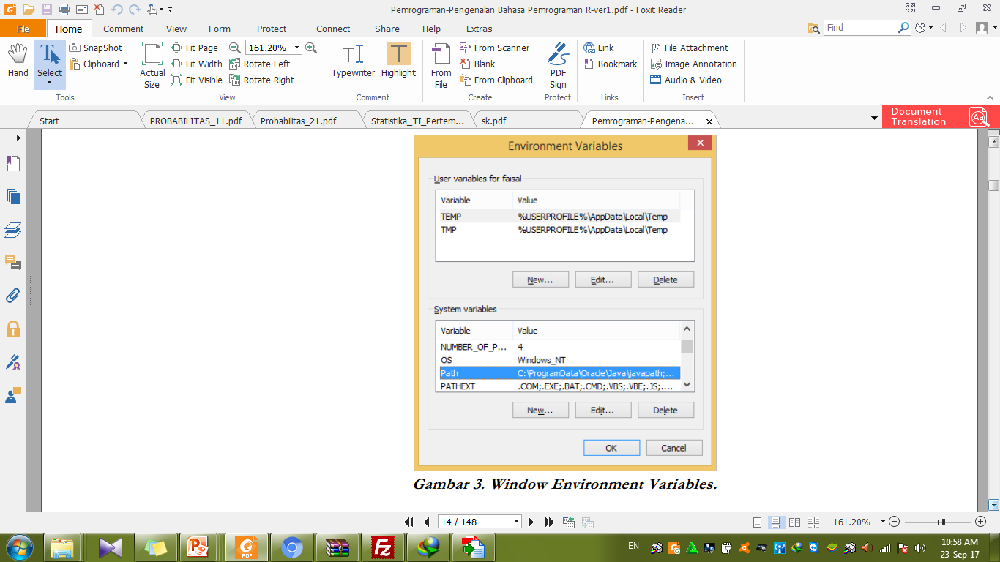 Pemrograman-Pengenalan Bahasa Pemrograman R-ver1.pdf - Foxit Reader
File Home Comment View Form Protect Connect Share Help Extras Find
Hand
Select
SnapShot
Clipboard
Tools
Actual Size
Fit Page
Fit Width
Fit Visible
161.20%
Rotate Left
Rotate Right
View
Typewriter
Highlight
Comment
From File
From Scanner
Blank
From Clipboard
Create
PDF Sign
Protect
Link
Bookmark
Links
File Attachment
Image Annotation
Audio & Video
Insert
Start PROBABILITAS_11.pdf Probabilitas_21.pdf Statistika_TI_Pertem... sk.pdf Pemrograman-Pengena...
Document
Translation
Aa
Environment Variables
User variables for faisal
Variable Value
TEMP %USERPROFILE%\AppData\Local\Temp
TMP %USERPROFILE%\AppData\Local\Temp
New... Edit... Delete
System variables
Variable Value
NUMBER_OF_P... 4
OS Windows_NT
Path C:\ProgramData\Oracle\Java\javapath;...
PATHEXT .COM;.EXE;.BAT;.CMD;.VBS;.VBE;.JS;....
New... Edit... Delete
OK Cancel
Gambar 3. Window Environment Variables.
14 / 148 161.20%
PDF
EN
10:58 AM
23-Sep-17